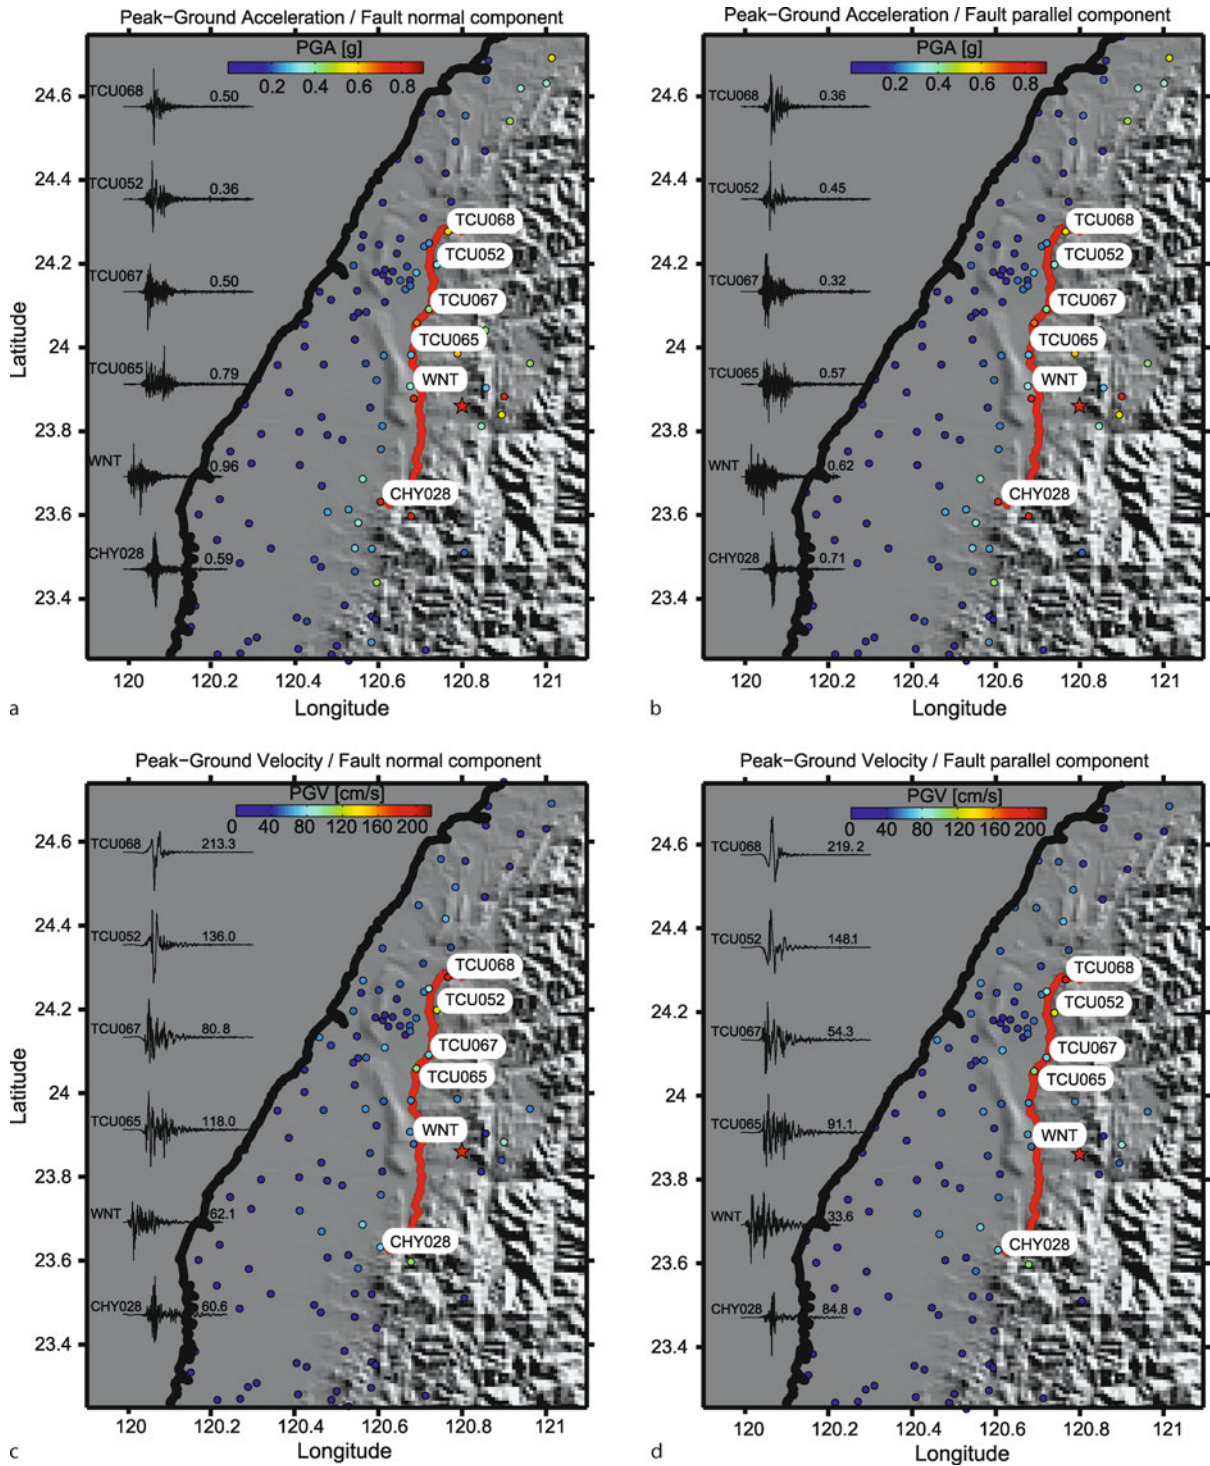 Peak-Ground Acceleration / Fault normal component
PGA [g]
0.2 0.4 0.6 0.8
TCU068 0.50
TCU052 0.36
TCU067 0.50
TCU065 0.79
WNT 0.96
CHY028 0.59
TCU068
TCU052
TCU067
TCU065
WNT
CHY028
24.6
24.4
24.2
24
23.8
23.6
23.4
Latitude
120 120.2 120.4 120.6 120.8 121
Longitude
a
Peak-Ground Acceleration / Fault parallel component
PGA [g]
0.2 0.4 0.6 0.8
TCU068 0.36
TCU052 0.45
TCU067 0.32
TCU065 0.57
WNT 0.62
CHY028 0.71
TCU068
TCU052
TCU067
TCU065
WNT
CHY028
24.6
24.4
24.2
24
23.8
23.6
23.4
120 120.2 120.4 120.6 120.8 121
Longitude
b
Peak-Ground Velocity / Fault normal component
PGV [cm/s]
0 40 80 120 160 200
TCU068 213.3
TCU052 136.0
TCU067 80.8
TCU065 118.0
WNT 62.1
CHY028 60.6
TCU068
TCU052
TCU067
TCU065
WNT
CHY028
24.6
24.4
24.2
24
23.8
23.6
23.4
Latitude
120 120.2 120.4 120.6 120.8 121
Longitude
c
Peak-Ground Velocity / Fault parallel component
PGV [cm/s]
0 40 80 120 160 200
TCU068 219.2
TCU052 148.1
TCU067 54.3
TCU065 91.1
WNT 33.6
CHY028 84.8
TCU068
TCU052
TCU067
TCU065
WNT
CHY028
24.6
24.4
24.2
24
23.8
23.6
23.4
120 120.2 120.4 120.6 120.8 121
Longitude
d